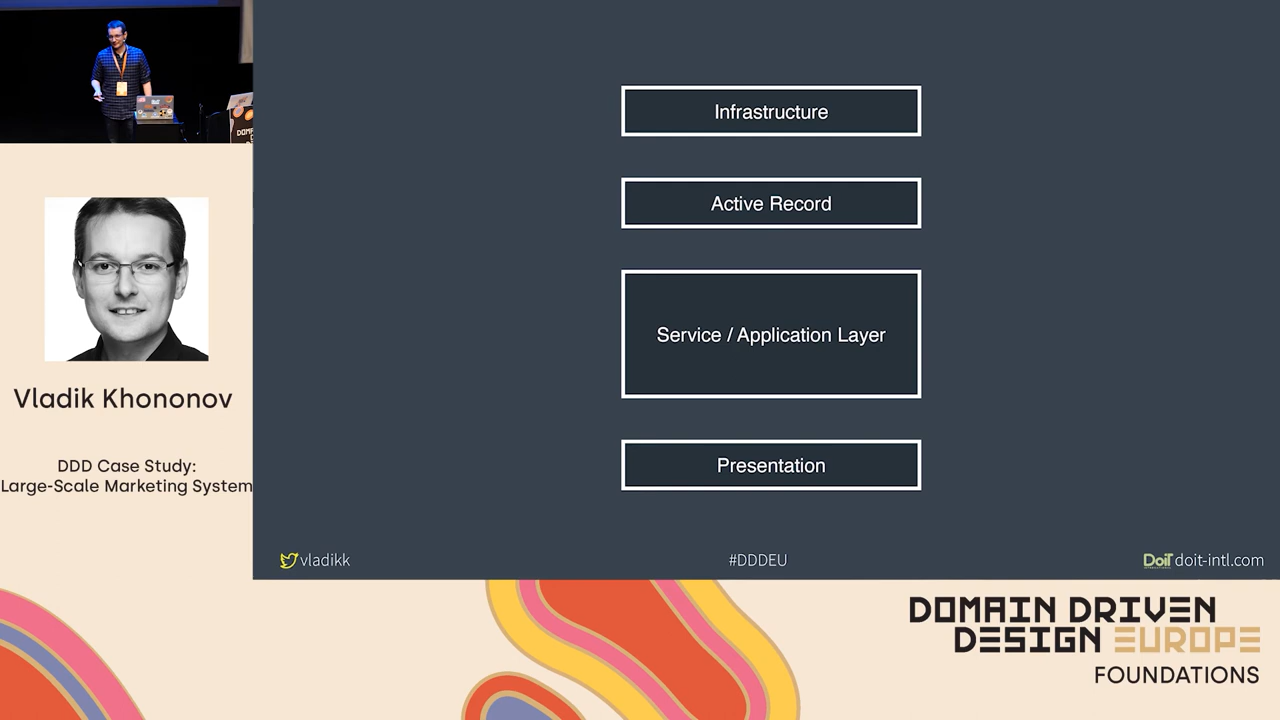 Infrastructure
Active Record
Service / Application Layer
Presentation
vladikk
#DDDEU
DoiT doit-intl.com
Vladik Khononov
DDD Case Study:
Large-Scale Marketing System
DOMAIN DRIVEN
DESIGN EUROPE
FOUNDATIONS